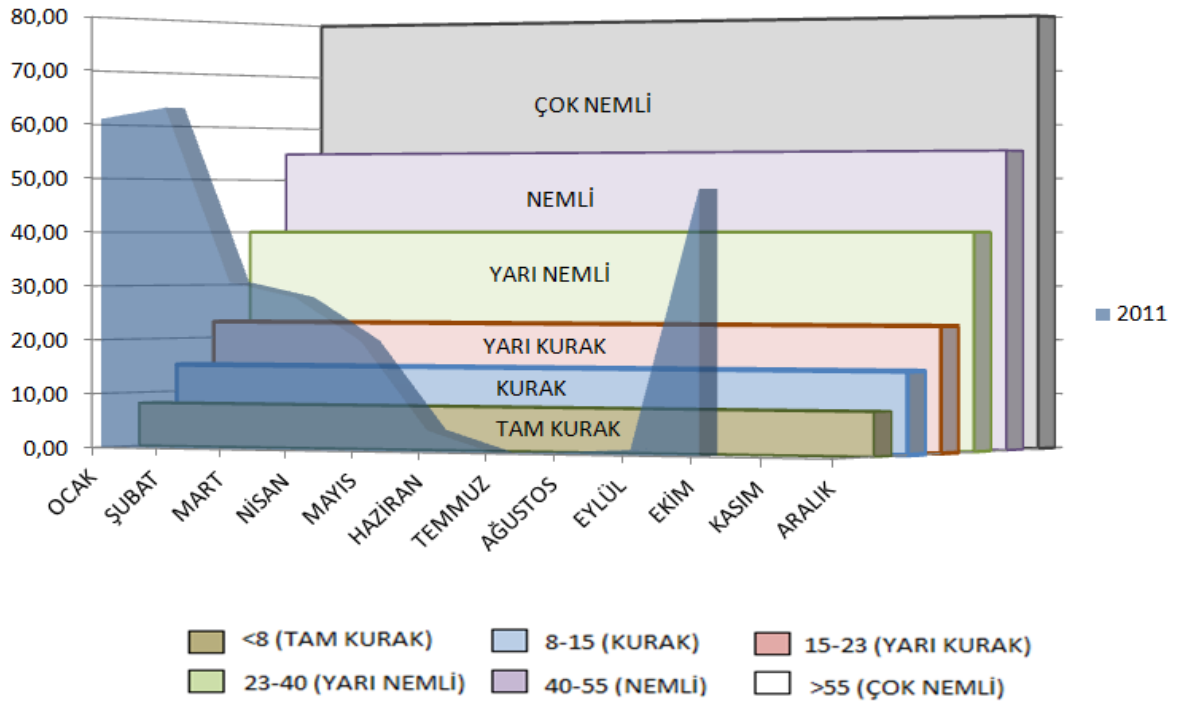 80,00
70,00
60,00
50,00
40,00
30,00
20,00
10,00
0,00
ÇOK NEMLİ
NEMLİ
YARI NEMLİ
YARI KURAK
KURAK
TAM KURAK
2011
OCAK
ŞUBAT
MART
NİSAN
MAYIS
HAZİRAN
TEMMUZ
AĞUSTOS
EYLÜL
EKİM
KASIM
ARALIK
<8 (TAM KURAK)
8-15 (KURAK)
15-23 (YARI KURAK)
23-40 (YARI NEMLİ)
40-55 (NEMLİ)
>55 (ÇOK NEMLİ)